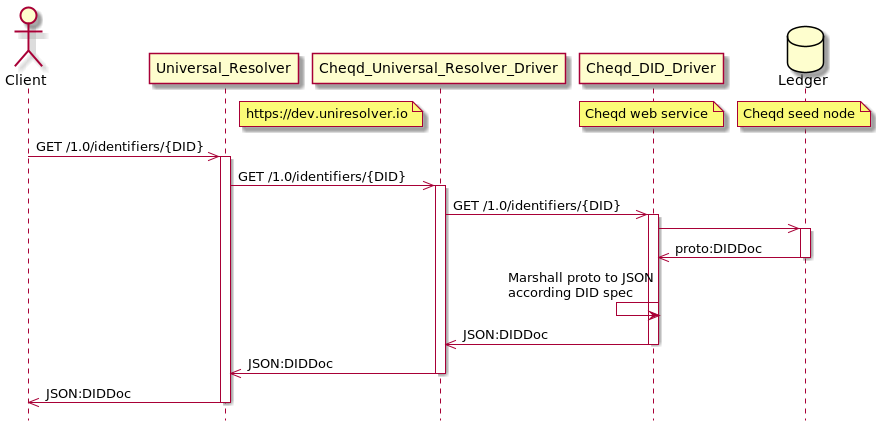 Client
Universal_Resolver
Cheqd_Universal_Resolver_Driver
Cheqd_DID_Driver
Ledger
https://dev.uniresolver.io
Cheqd web service
Cheqd seed node
GET /1.0/identifiers/{DID}
GET /1.0/identifiers/{DID}
GET /1.0/identifiers/{DID}
proto:DIDDoc
Marshall proto to JSON
according DID spec
JSON:DIDDoc
JSON:DIDDoc
JSON:DIDDoc